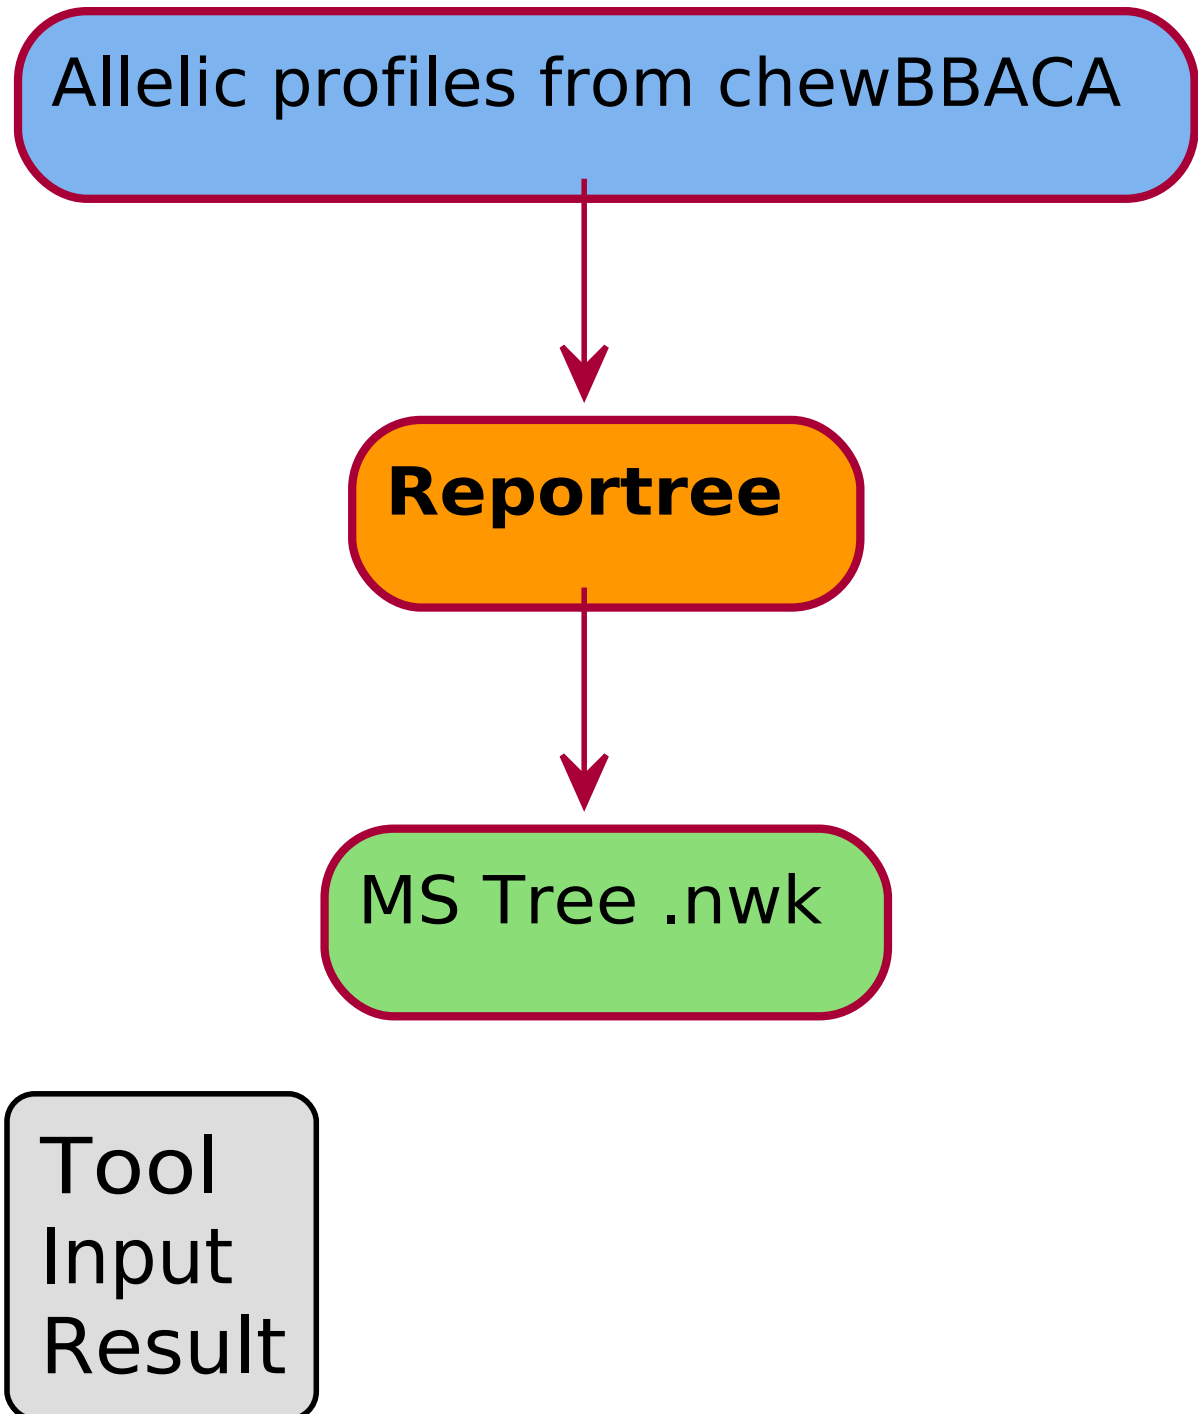 Allelic profiles from chewBBACA
Reportree
MS Tree .nwk
Tool
Input
Result